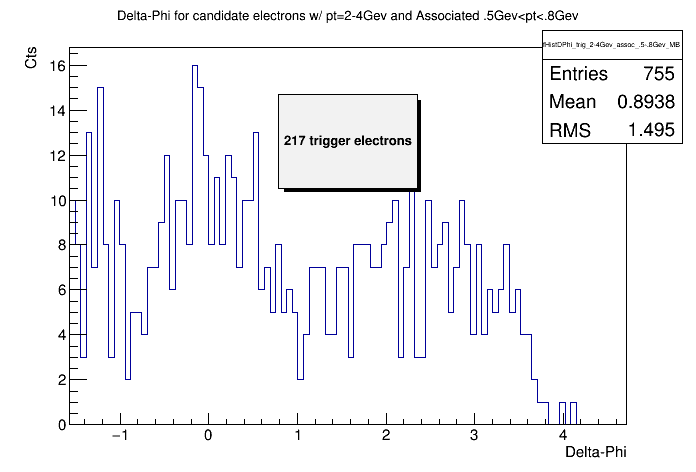 Delta-Phi for candidate electrons w/ pt=2-4Gev and Associated .5Gev<pt<.8Gev
fHistDPhi_trig_2-4Gev_assoc_.5-.8Gev_MB
Entries 755
Mean 0.8938
RMS 1.495
Cts
16
14
12
10
8
6
4
2
0
217 trigger electrons
−1 0 1 2 3 4
Delta-Phi